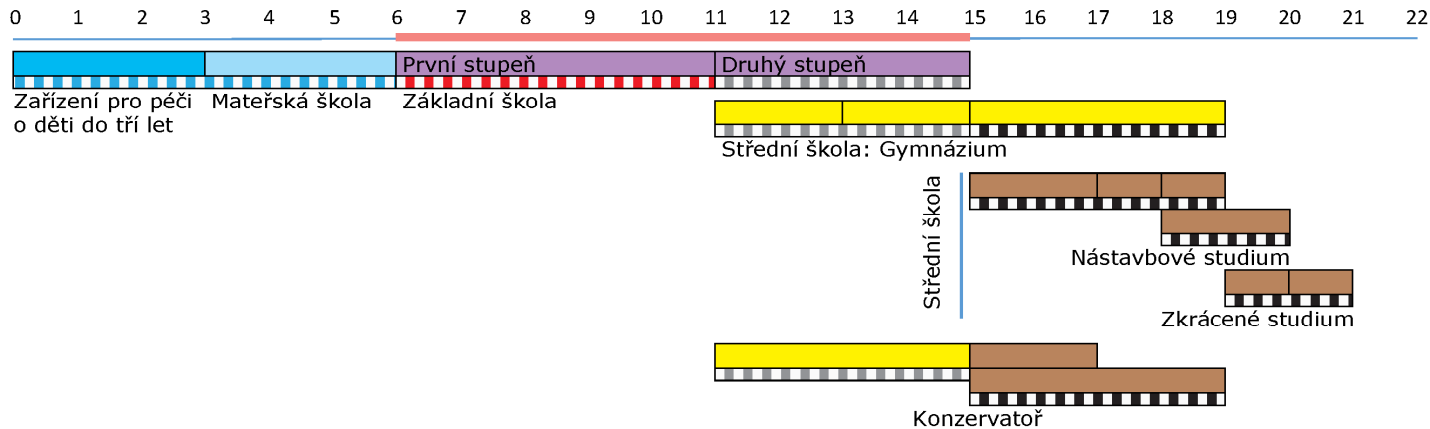 0 1 2 3 4 5 6 7 8 9 10 11 12 13 14 15 16 17 18 19 20 21 22
První stupeň Druhý stupeň
Zařízení pro péči
o děti do tří let
Mateřská škola
Základní škola
Střední škola: Gymnázium
Střední škola
Nástavbové studium
Zkrácené studium
Konzervatoř